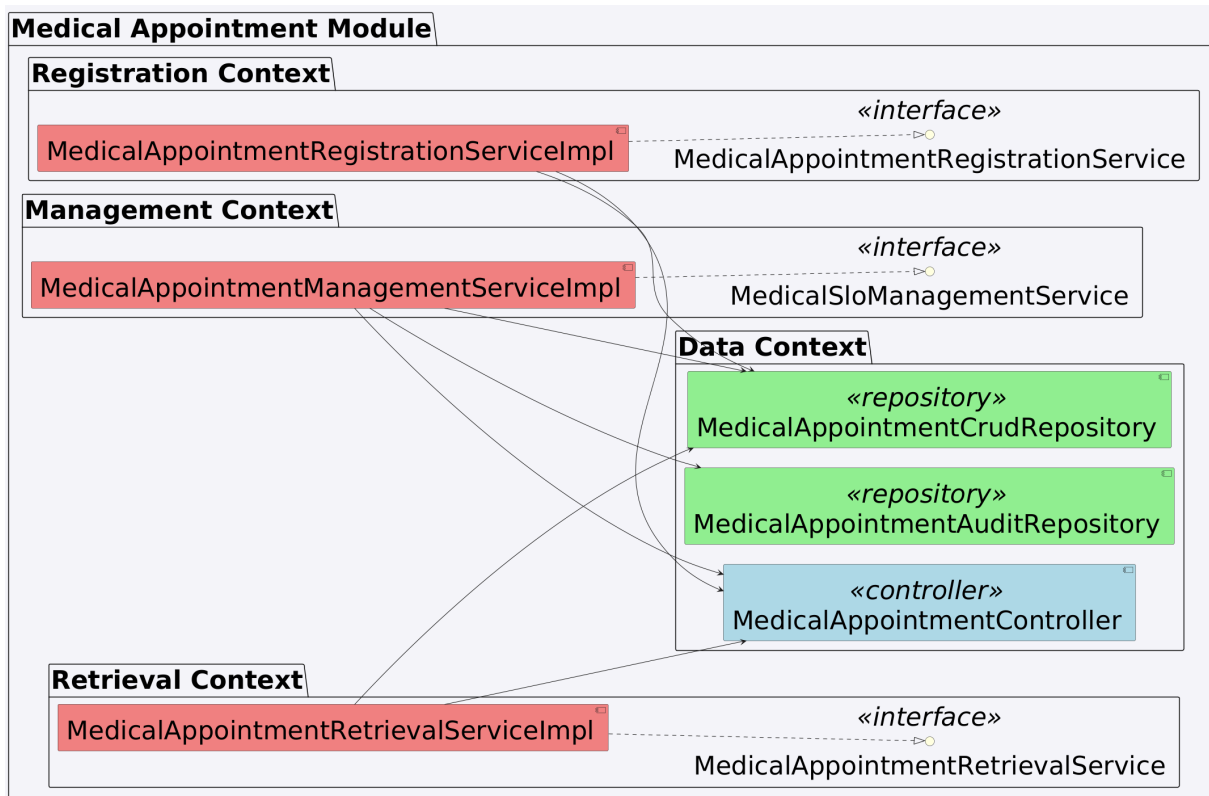 Medical Appointment Module
Registration Context
«interface»
MedicalAppointmentRegistrationServiceImpl
MedicalAppointmentRegistrationService
Management Context
«interface»
MedicalAppointmentManagementServiceImpl
MedicalSloManagementService
Data Context
«repository»
MedicalAppointmentCrudRepository
«repository»
MedicalAppointmentAuditRepository
«controller»
MedicalAppointmentController
Retrieval Context
«interface»
MedicalAppointmentRetrievalServiceImpl
MedicalAppointmentRetrievalService